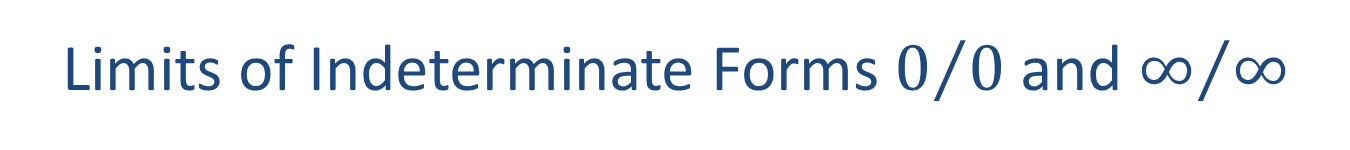 Limits of Indeterminate Forms 0/0 and ∞/∞